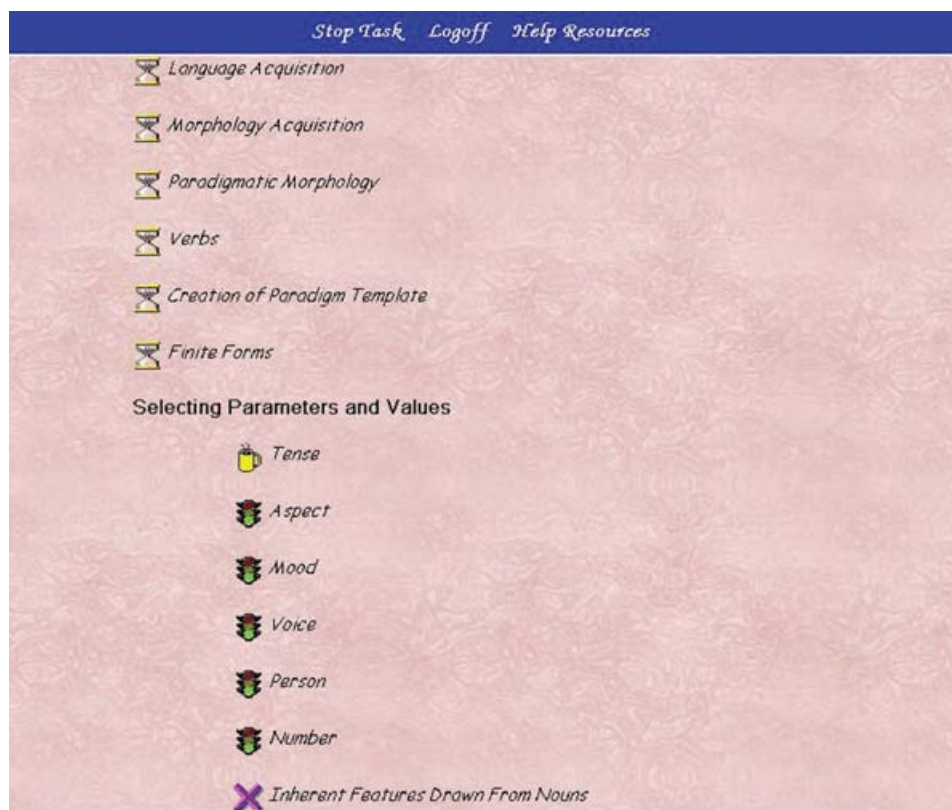 Stop Task Logoff Help Resources
Language Acquisition
Morphology Acquisition
Paradigmatic Morphology
Verbs
Creation of Paradigm Template
Finite Forms
Selecting Parameters and Values
Tense
Aspect
Mood
Voice
Person
Number
Inherent Features Drawn From Nouns